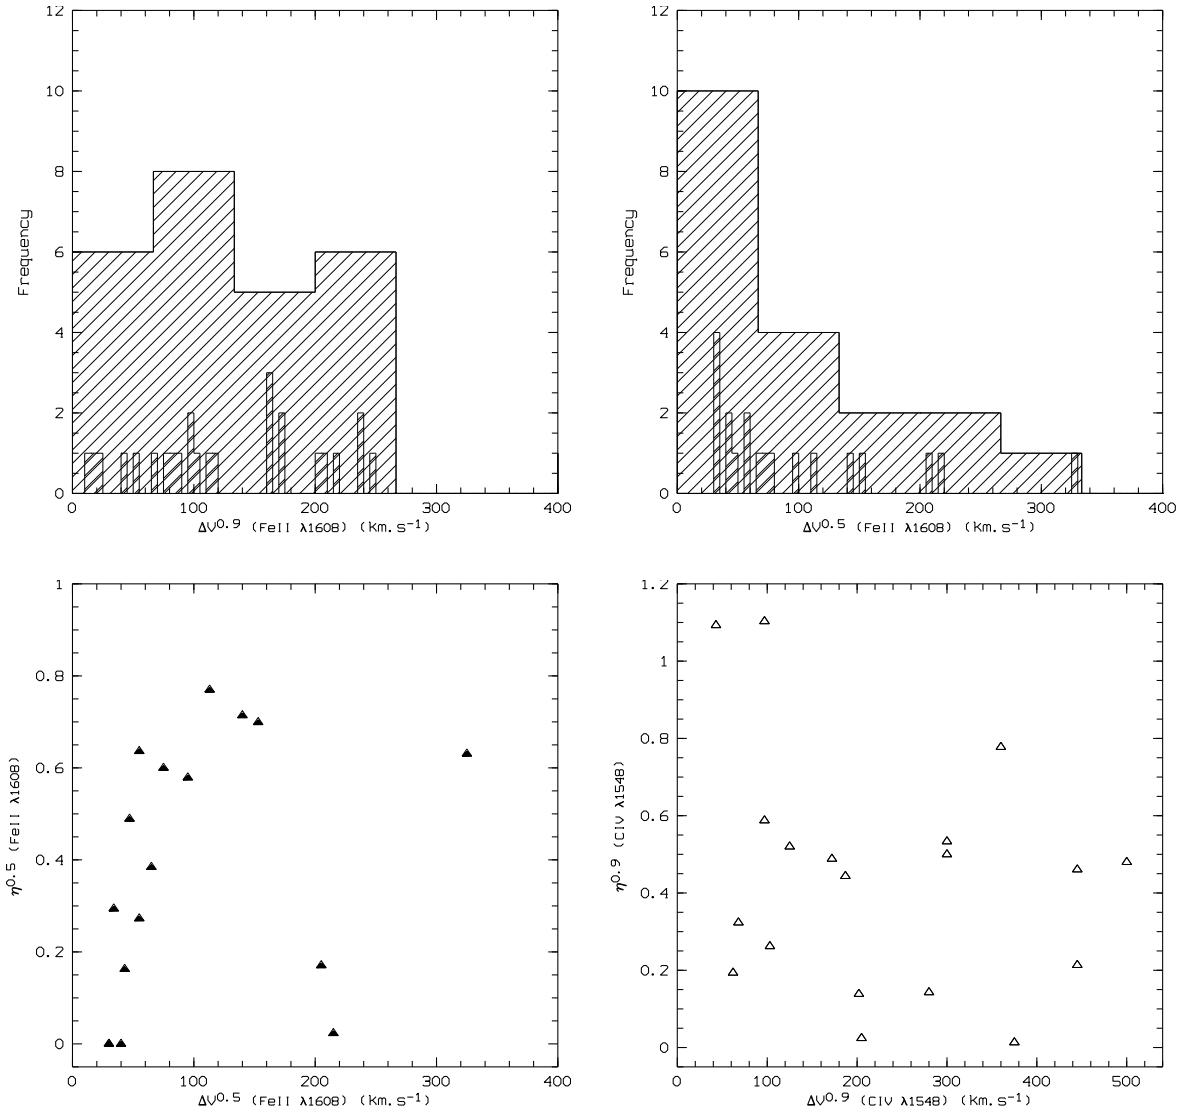 12
10
8
6
4
2
0
Frequency
0 100 200 300 400
ΔV^0.9 (FeII λ1608) (Km.s^-1)
12
10
8
6
4
2
0
Frequency
0 100 200 300 400
ΔV^0.5 (FeII λ1608) (Km.s^-1)
1
0.8
0.6
0.4
0.2
0
η^0.5 (FeII λ1608)
0 100 200 300 400
ΔV^0.5 (FeII λ1608) (Km.s^-1)
1.2
1
0.8
0.6
0.4
0.2
0
η^0.9 (CIV λ1548)
0 100 200 300 400 500
ΔV^0.9 (CIV λ1548) (Km.s^-1)